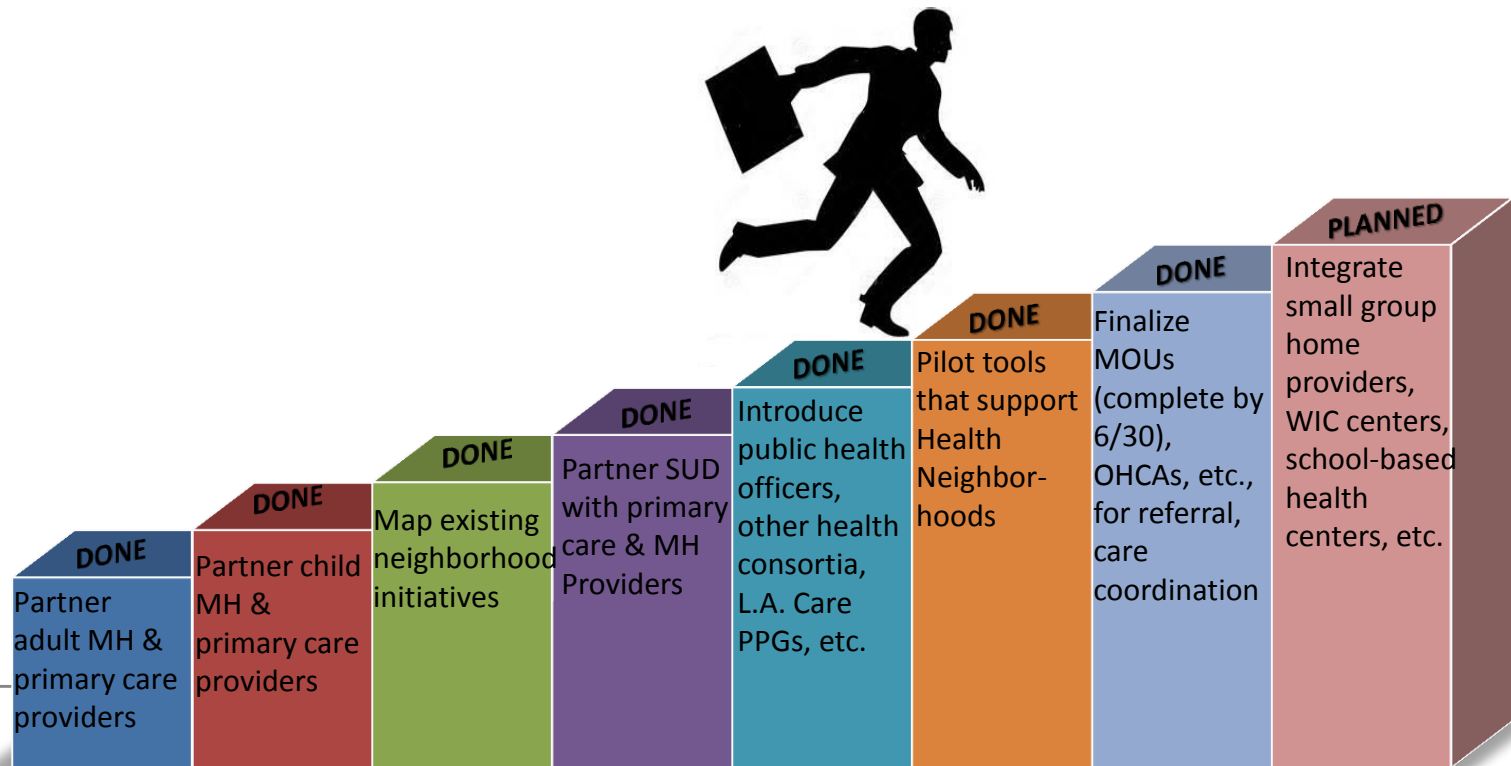 DONE
Partner
adult MH &
primary care
providers
DONE
Partner child
MH &
primary care
providers
DONE
Map existing
neighborhood
initiatives
DONE
Partner SUD
with primary
care & MH
Providers
DONE
Introduce
public health
officers,
other health
consortia,
L.A. Care
PPGs, etc.
DONE
Pilot tools
that support
Health
Neighbor-
hoods
DONE
Finalize
MOUs
(complete by
6/30),
OHCAs, etc.,
for referral,
care
coordination
PLANNED
Integrate
small group
home
providers,
WIC centers,
school-based
health
centers, etc.